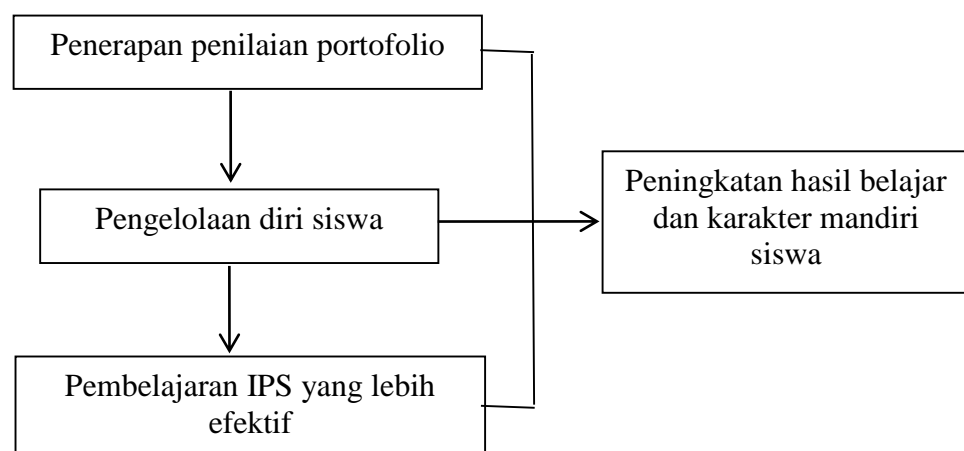 Penerapan penilaian portofolio
Pengelolaan diri siswa
Peningkatan hasil belajar
dan karakter mandiri
siswa
Pembelajaran IPS yang lebih
efektif